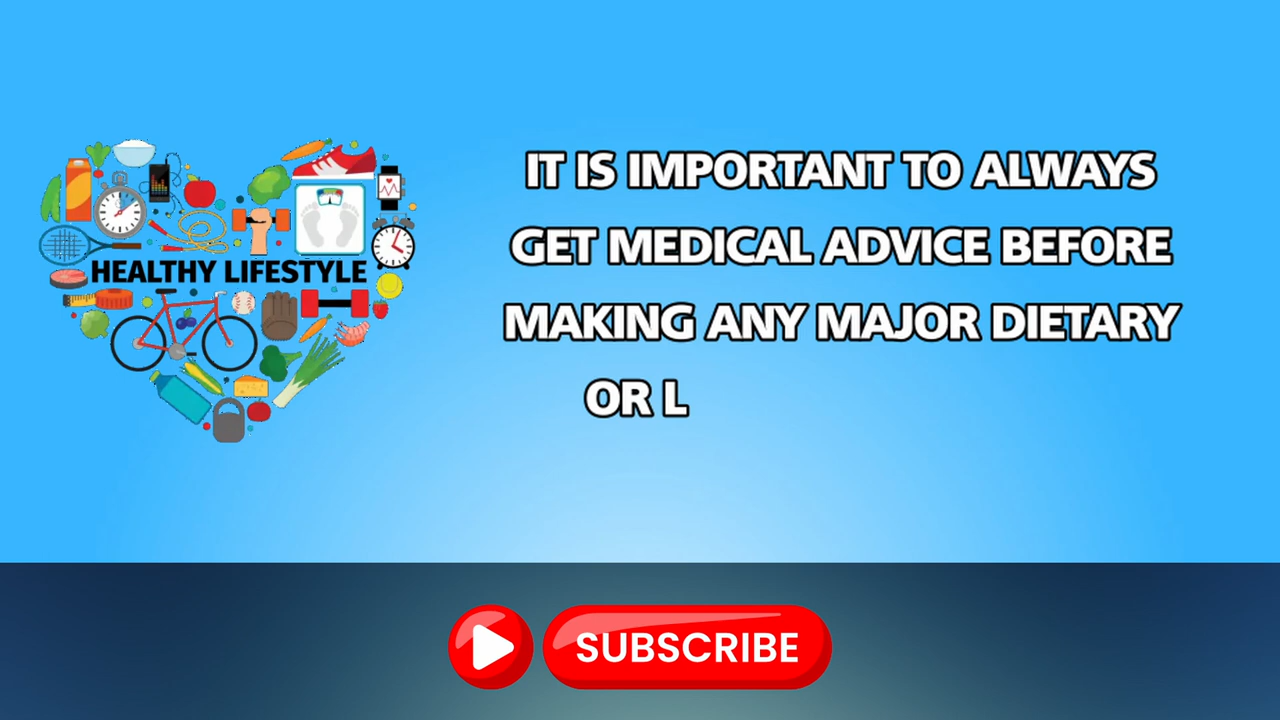 HEALTHY LIFESTYLE
IT IS IMPORTANT TO ALWAYS
GET MEDICAL ADVICE BEFORE
MAKING ANY MAJOR DIETARY
OR L
SUBSCRIBE